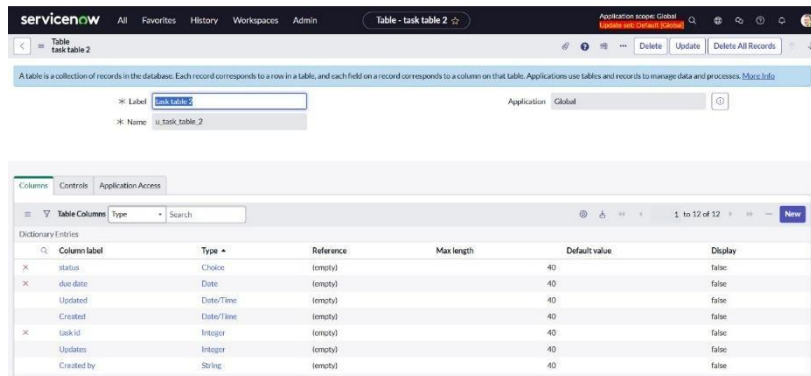 servicenow All Favorites History Workspaces Admin Table - task table 2 Application scope: Global
Update set: Default [Global]
Table
task table 2 Delete Update Delete All Records
A table is a collection of records in the database. Each record corresponds to a row in a table, and each field on a record corresponds to a column on that table. Applications use tables and records to manage data and processes. More Info
Label task table 2 Application Global
Name u_task_table_2
Columns Controls Application Access
Table Columns Type Search 1 to 12 of 12 New
Dictionary Entries
Column label Type Reference Max length Default value Display
status Choice (empty) 40 false
due date Date (empty) 40 false
Updated Date/Time (empty) 40 false
Created Date/Time (empty) 40 false
task id Integer (empty) 40 false
Updates Integer (empty) 40 false
Created by String (empty) 40 false